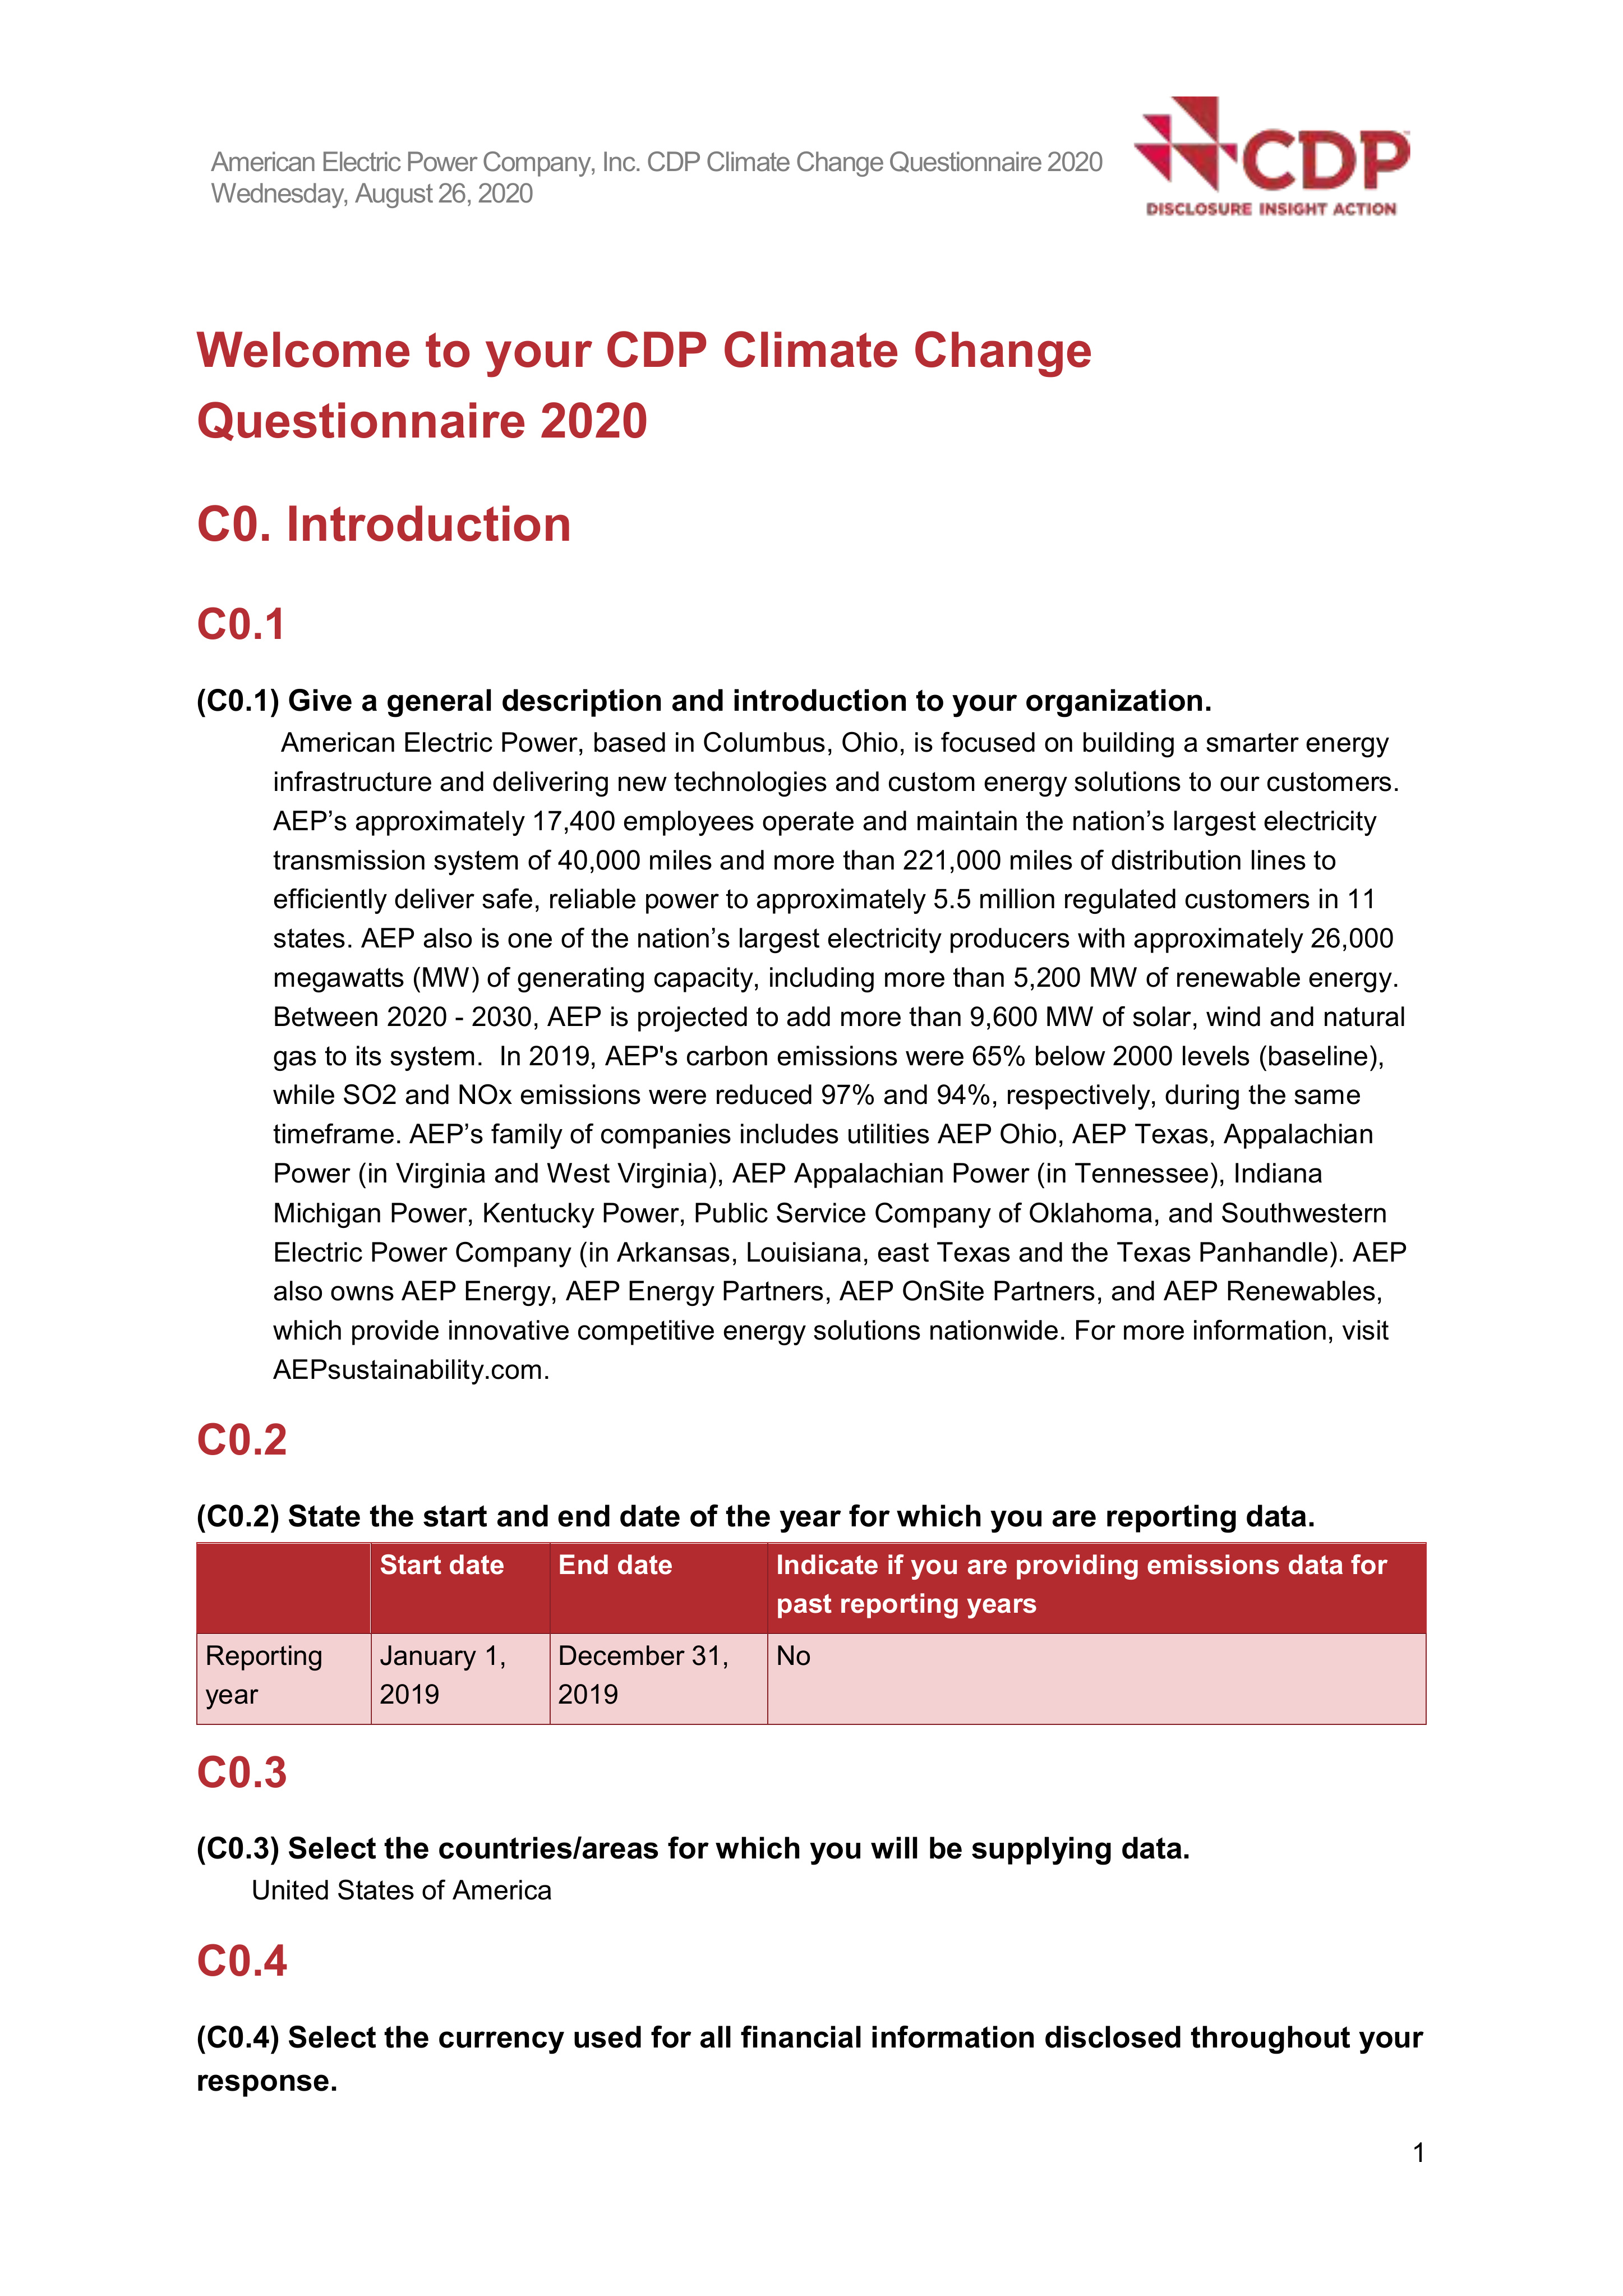 American Electric Power Company, Inc. CDP Climate Change Questionnaire 2020
Wednesday, August 26, 2020
CDP
DISCLOSURE INSIGHT ACTION
Welcome to your CDP Climate Change
Questionnaire 2020
C0. Introduction
C0.1
(C0.1) Give a general description and introduction to your organization.
American Electric Power, based in Columbus, Ohio, is focused on building a smarter energy
infrastructure and delivering new technologies and custom energy solutions to our customers.
AEP’s approximately 17,400 employees operate and maintain the nation’s largest electricity
transmission system of 40,000 miles and more than 221,000 miles of distribution lines to
efficiently deliver safe, reliable power to approximately 5.5 million regulated customers in 11
states. AEP also is one of the nation’s largest electricity producers with approximately 26,000
megawatts (MW) of generating capacity, including more than 5,200 MW of renewable energy.
Between 2020 - 2030, AEP is projected to add more than 9,600 MW of solar, wind and natural
gas to its system.  In 2019, AEP's carbon emissions were 65% below 2000 levels (baseline),
while SO2 and NOx emissions were reduced 97% and 94%, respectively, during the same
timeframe. AEP’s family of companies includes utilities AEP Ohio, AEP Texas, Appalachian
Power (in Virginia and West Virginia), AEP Appalachian Power (in Tennessee), Indiana
Michigan Power, Kentucky Power, Public Service Company of Oklahoma, and Southwestern
Electric Power Company (in Arkansas, Louisiana, east Texas and the Texas Panhandle). AEP
also owns AEP Energy, AEP Energy Partners, AEP OnSite Partners, and AEP Renewables,
which provide innovative competitive energy solutions nationwide. For more information, visit
AEPsustainability.com.
C0.2
(C0.2) State the start and end date of the year for which you are reporting data.
Start date End date Indicate if you are providing emissions data for
past reporting years
Reporting January 1, December 31, No
year 2019 2019
C0.3
(C0.3) Select the countries/areas for which you will be supplying data.
United States of America
C0.4
(C0.4) Select the currency used for all financial information disclosed throughout your
response.
1